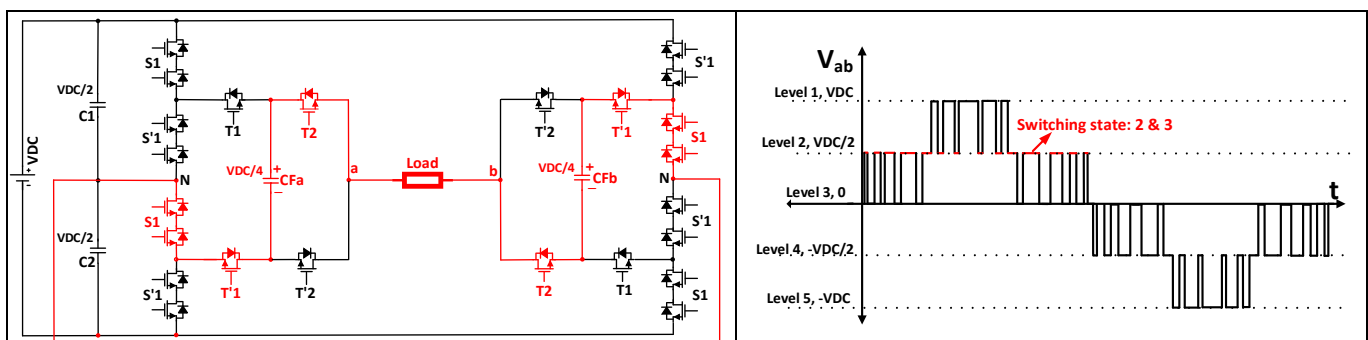 S1
S'1
VDC/2
C1
T1
T2
T'2
T'1
S'1
S1
VDC
VDC/4
CFa
a
Load
b
VDC/4
CFb
N
N
S1
S'1
VDC/2
C2
T'1
T'2
T2
T1
S'1
S1
Vab
Level 1, VDC
Switching state: 2 & 3
Level 2, VDC/2
Level 3, 0
t
Level 4, -VDC/2
Level 5, -VDC